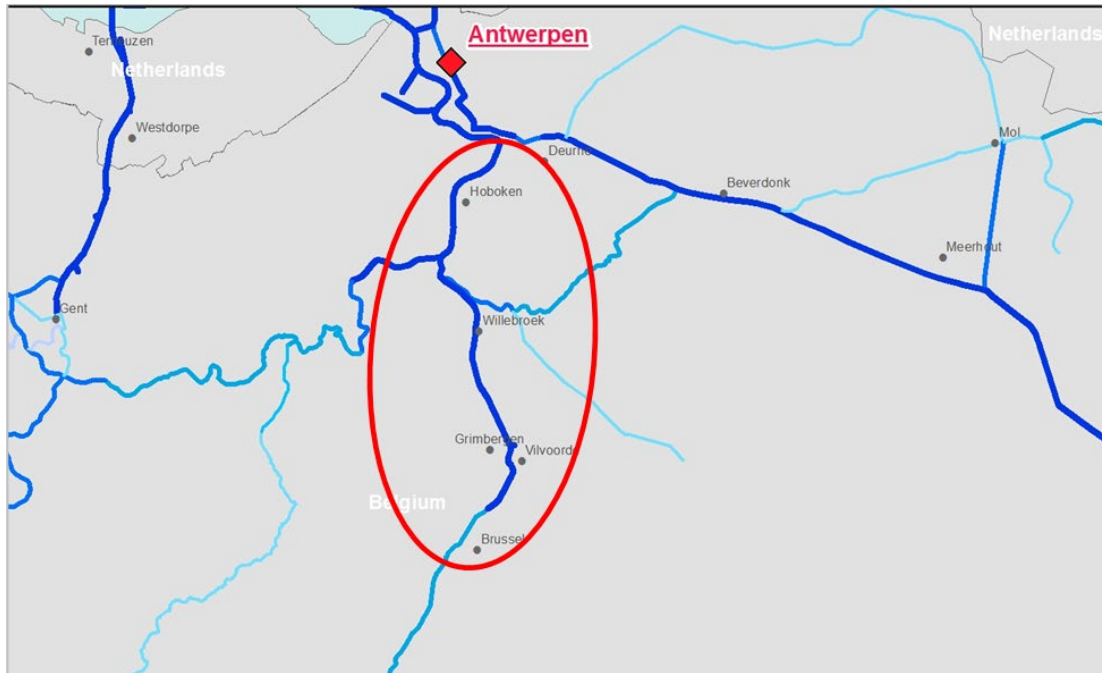 Antwerpen
Netherlands
Terneuzen
Netherlands
Westdorpe
Mol
Deurne
Beverdonk
Hoboken
Meerhout
Gent
Willebroek
Grimbergen
Vilvoorde
Belgium
Brussel